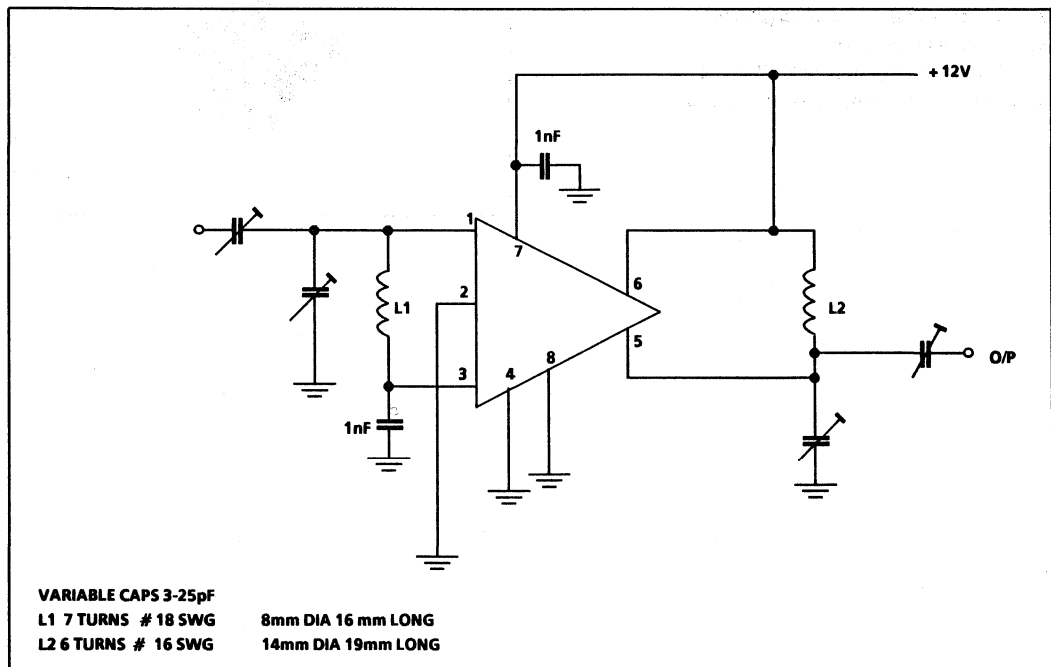 + 12V
1nF
1
7
6
2
L1
L2
5
O/P
3
4
8
1nF
VARIABLE CAPS 3-25pF
L1 7 TURNS # 18 SWG 8mm DIA 16 mm LONG
L2 6 TURNS # 16 SWG 14mm DIA 19mm LONG